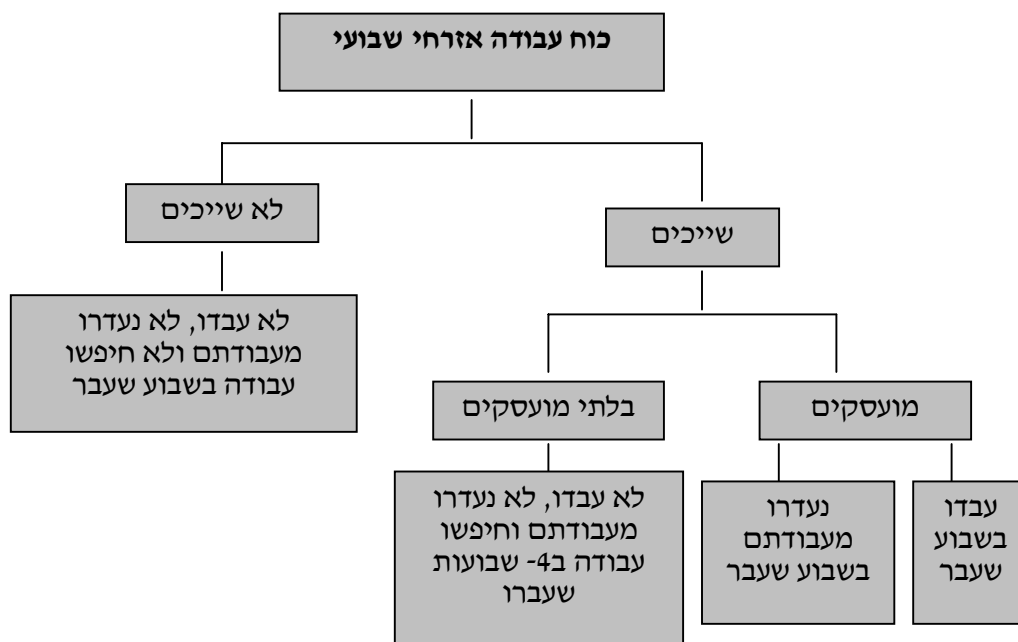 כוח עבודה אזרחי שבועי
שייכים
לא שייכים
מועסקים
בלתי מועסקים
עבדו
בשבוע
שעבר
נעדרו
מעבודתם
בשבוע שעבר
לא עבדו, לא נעדרו
מעבודתם וחיפשו
עבודה ב4- שבועות
שעברו
לא עבדו, לא נעדרו
מעבודתם ולא חיפשו
עבודה בשבוע שעבר